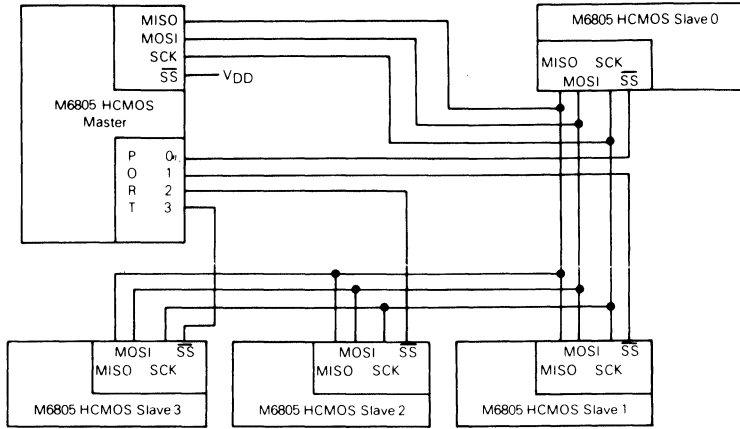 MISO
MOSI
SCK
SS
VDD
M6805 HCMOS
Master
P 0
O 1
R 2
T 3
M6805 HCMOS Slave 0
MISO SCK
MOSI SS
MOSI SS
MISO SCK
M6805 HCMOS Slave 3
MOSI SS
MISO SCK
M6805 HCMOS Slave 2
MOSI SS
MISO SCK
M6805 HCMOS Slave 1